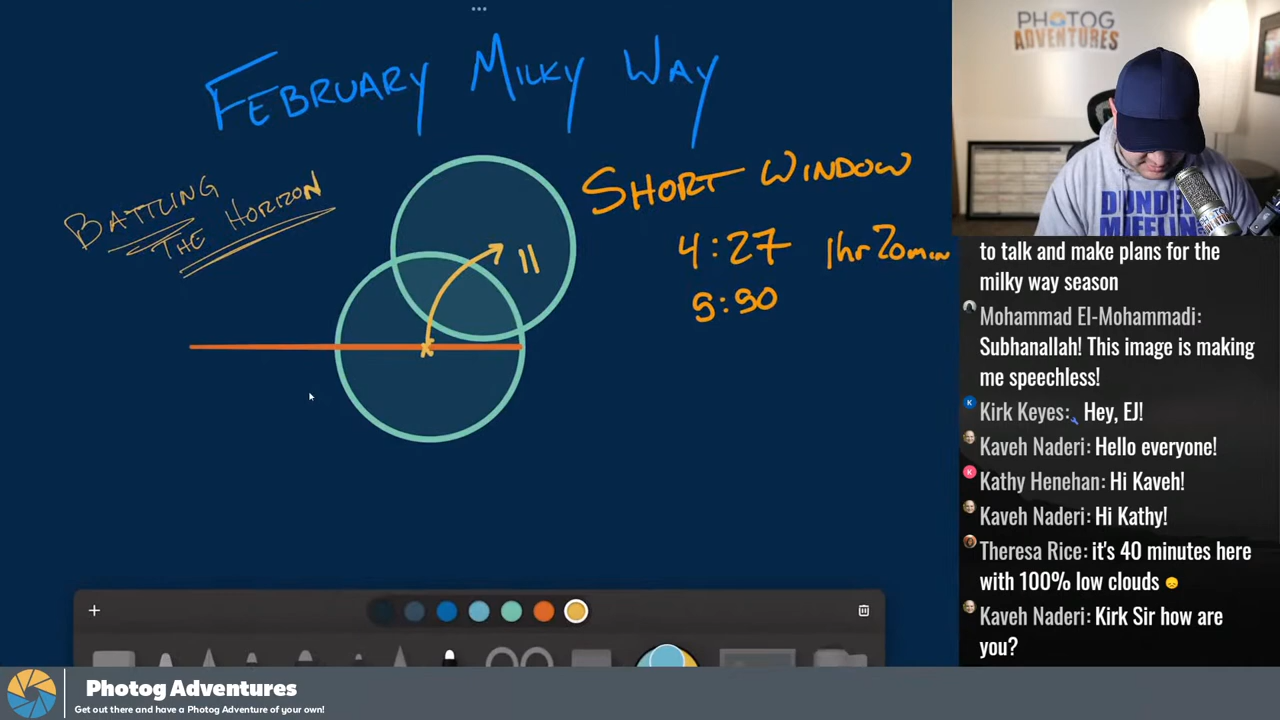 FEBRUARY MILKY WAY
BATTLING
THE HORIZON
SHORT WINDOW
4:27 1hr 20min
5:50
11
PHOTOG
ADVENTURES
DUNDER
MIFFLIN
to talk and make plans for the
milky way season
Mohammad El-Mohammadi:
Subhanallah! This image is making
me speechless!
K Kirk Keyes: Hey, EJ!
Kaveh Naderi: Hello everyone!
K Kathy Henehan: Hi Kaveh!
Kaveh Naderi: Hi Kathy!
Theresa Rice: it's 40 minutes here
with 100% low clouds 😞
Kaveh Naderi: Kirk Sir how are
you?
Photog Adventures
Get out there and have a Photog Adventure of your own!